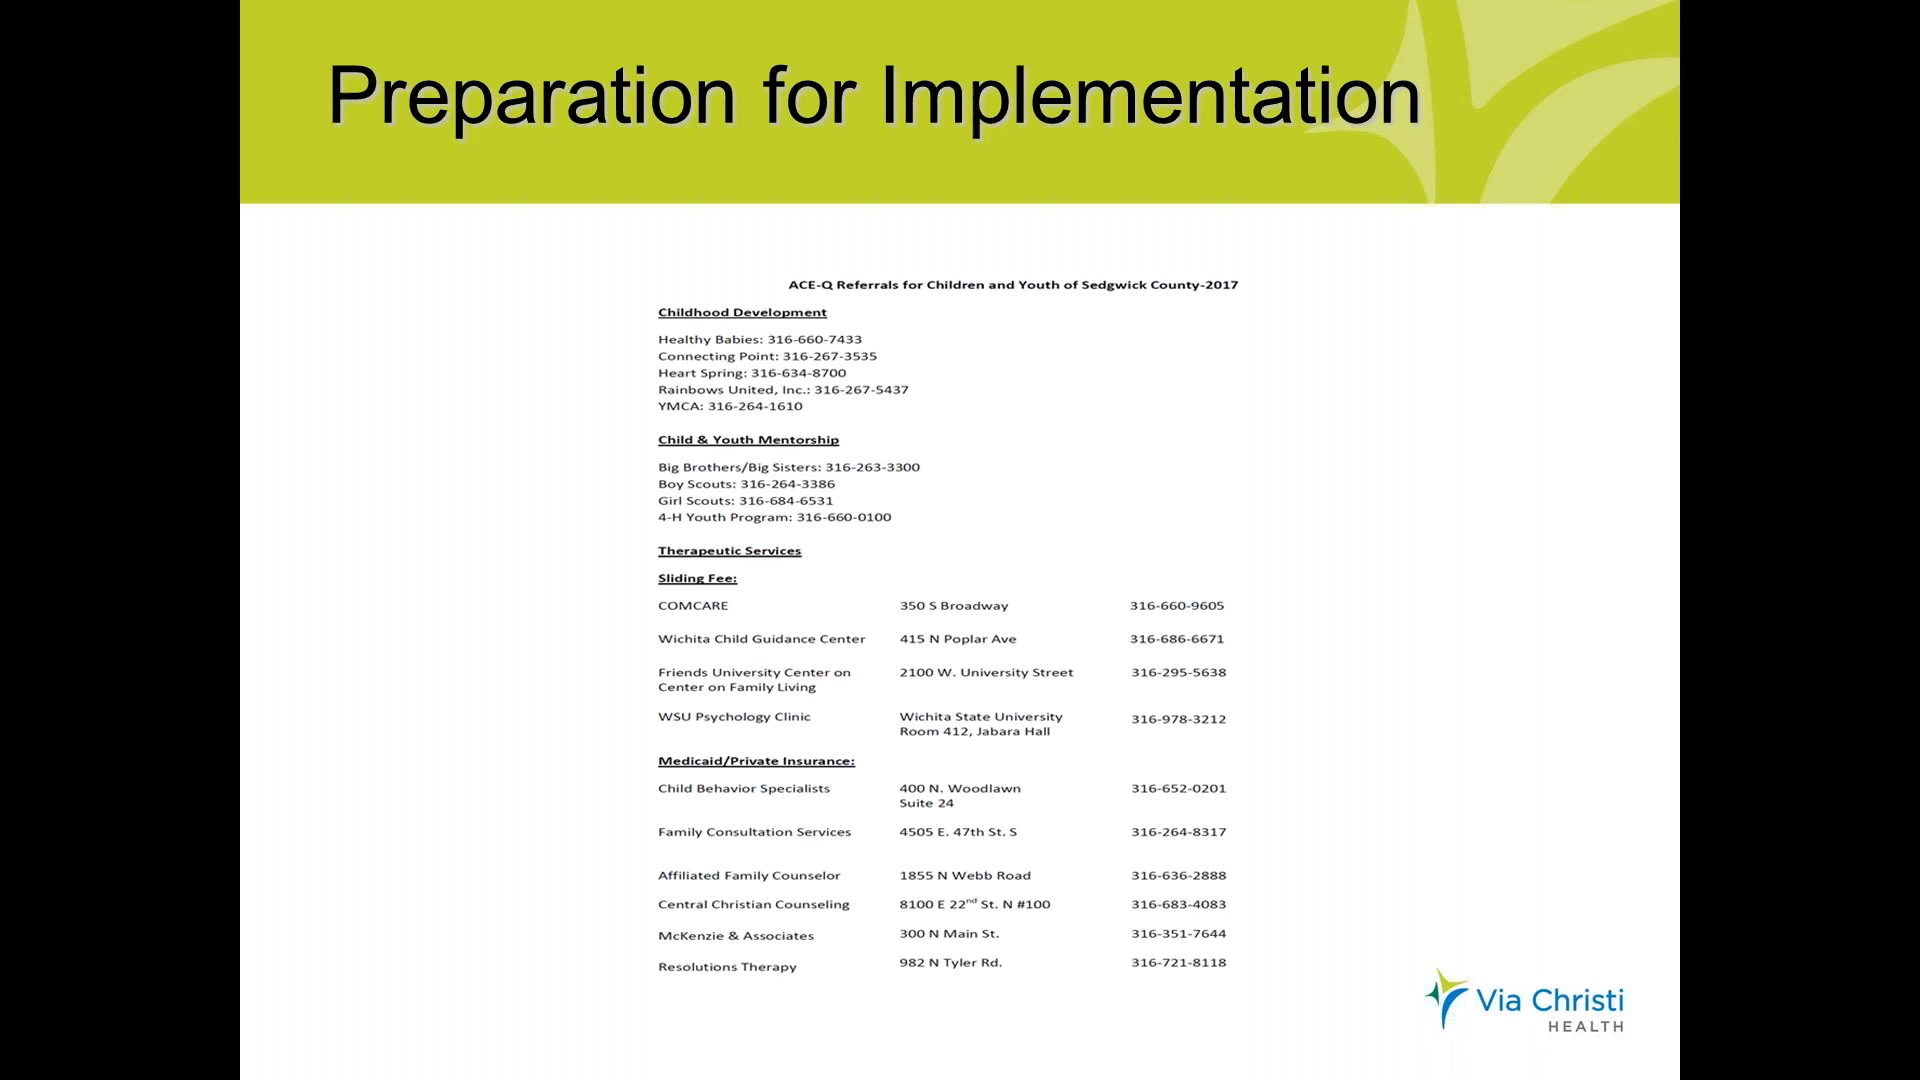 Preparation for Implementation
ACE-Q Referrals for Children and Youth of Sedgwick County-2017
Childhood Development
Healthy Babies: 316-660-7433
Connecting Point: 316-267-3535
Heart Spring: 316-634-8700
Rainbows United, Inc.: 316-267-5437
YMCA: 316-264-1610
Child & Youth Mentorship
Big Brothers/Big Sisters: 316-263-3300
Boy Scouts: 316-264-3386
Girl Scouts: 316-684-6531
4-H Youth Program: 316-660-0100
Therapeutic Services
Sliding Fee:
COMCARE 350 S Broadway 316-660-9605
Wichita Child Guidance Center 415 N Poplar Ave 316-686-6671
Friends University Center on 2100 W. University Street 316-295-5638
Center on Family Living
WSU Psychology Clinic Wichita State University 316-978-3212
Room 412, Jabara Hall
Medicaid/Private Insurance:
Child Behavior Specialists 400 N. Woodlawn 316-652-0201
Suite 24
Family Consultation Services 4505 E. 47th St. S 316-264-8317
Affiliated Family Counselor 1855 N Webb Road 316-636-2888
Central Christian Counseling 8100 E 22nd St. N #100 316-683-4083
McKenzie & Associates 300 N Main St. 316-351-7644
Resolutions Therapy 982 N Tyler Rd. 316-721-8118
Via Christi
HEALTH